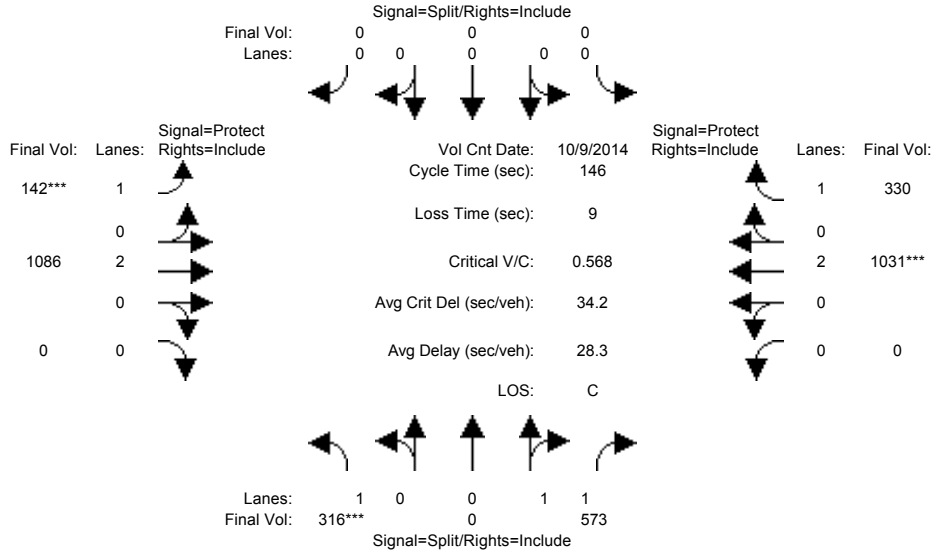 Signal=Split/Rights=Include
Final Vol: 0 0 0
Lanes: 0 0 0 0 0
Signal=Protect Signal=Protect
Final Vol: Lanes: Rights=Include Vol Cnt Date: 10/9/2014 Rights=Include Lanes: Final Vol:
Cycle Time (sec): 146
142*** 1 1 330
Loss Time (sec): 9
0 0
1086 2 Critical V/C: 0.568 2 1031***
0 Avg Crit Del (sec/veh): 34.2 0
0 0 Avg Delay (sec/veh): 28.3 0 0
LOS: C
Lanes: 1 0 0 1 1
Final Vol: 316*** 0 573
Signal=Split/Rights=Include